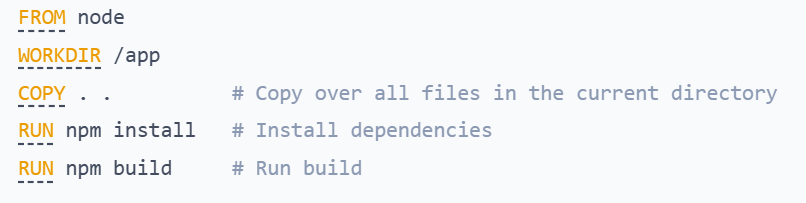 FROM node
WORKDIR /app
COPY . .          # Copy over all files in the current directory
RUN npm install   # Install dependencies
RUN npm build     # Run build